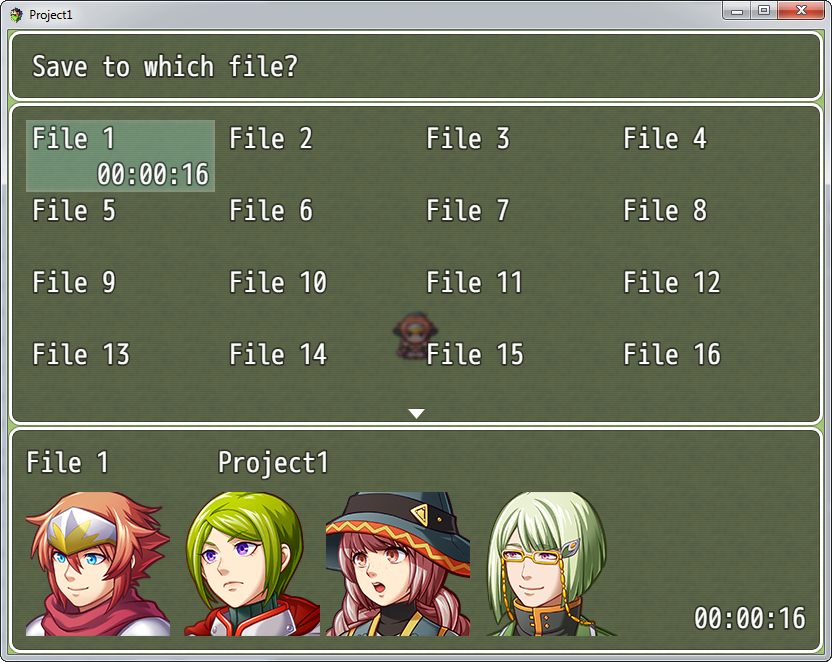 Project1
Save to which file?
File 1 File 2 File 3 File 4
00:00:16
File 5 File 6 File 7 File 8
File 9 File 10 File 11 File 12
File 13 File 14 File 15 File 16
File 1 Project1
00:00:16